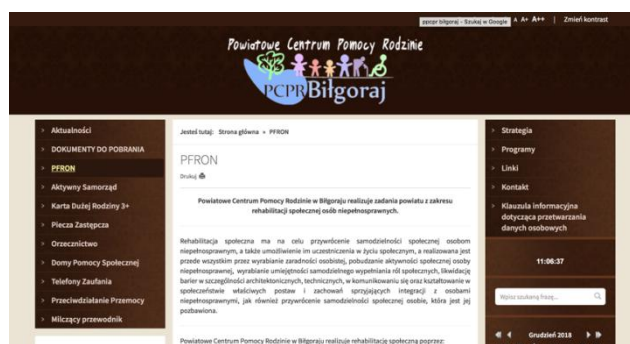 pcpr biłgoraj - Szukaj w Google A A+ A++ | Zmień kontrast
Powiatowe Centrum Pomocy Rodzinie
PCPR Biłgoraj
Aktualności
DOKUMENTY DO POBRANIA
PFRON
Aktywny Samorząd
Karta Dużej Rodziny 3+
Piecza Zastępcza
Orzecznictwo
Domy Pomocy Społecznej
Telefony Zaufania
Przeciwdziałanie Przemocy
Milczący przewodnik
Jesteś tutaj: Strona główna » PFRON
PFRON
Drukuj
Powiatowe Centrum Pomocy Rodzinie w Biłgoraju realizuje zadania powiatu z zakresu
rehabilitacji społecznej osób niepełnosprawnych.
Rehabilitacja społeczna ma na celu przywrócenie samodzielności społecznej osobom
niepełnosprawnym, a także umożliwienie im uczestniczenia w życiu społecznym, a realizowana jest
przede wszystkim przez wyrabianie zaradności osobistej, pobudzanie aktywności społecznej osoby
niepełnosprawnej, wyrabianie umiejętności samodzielnego wypełniania ról społecznych, likwidację
barier w szczególności architektonicznych, technicznych, w komunikowaniu się oraz kształtowanie w
społeczeństwie właściwych postaw i zachowań sprzyjających integracji z osobami
niepełnosprawnymi, jak również przywrócenie samodzielności społecznej osobie, która jest jej
pozbawiona.
Powiatowe Centrum Pomocy Rodzinie w Biłgoraju realizuje rehabilitację społeczną poprzez:
Strategia
Programy
Linki
Kontakt
Klauzula informacyjna
dotycząca przetwarzania
danych osobowych
11:06:37
Wpisz szukaną frazę...
Grudzień 2018